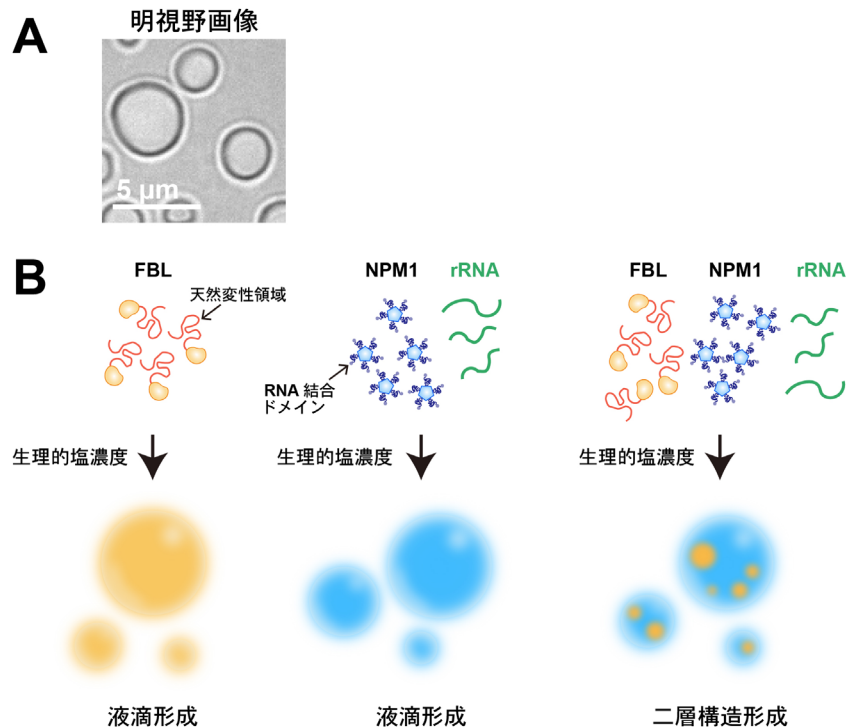 A
明視野画像
5 µm
B
FBL
天然変性領域
NPM1 rRNA
RNA 結合
ドメイン
FBL NPM1 rRNA
生理的塩濃度
生理的塩濃度
生理的塩濃度
液滴形成
液滴形成
二層構造形成